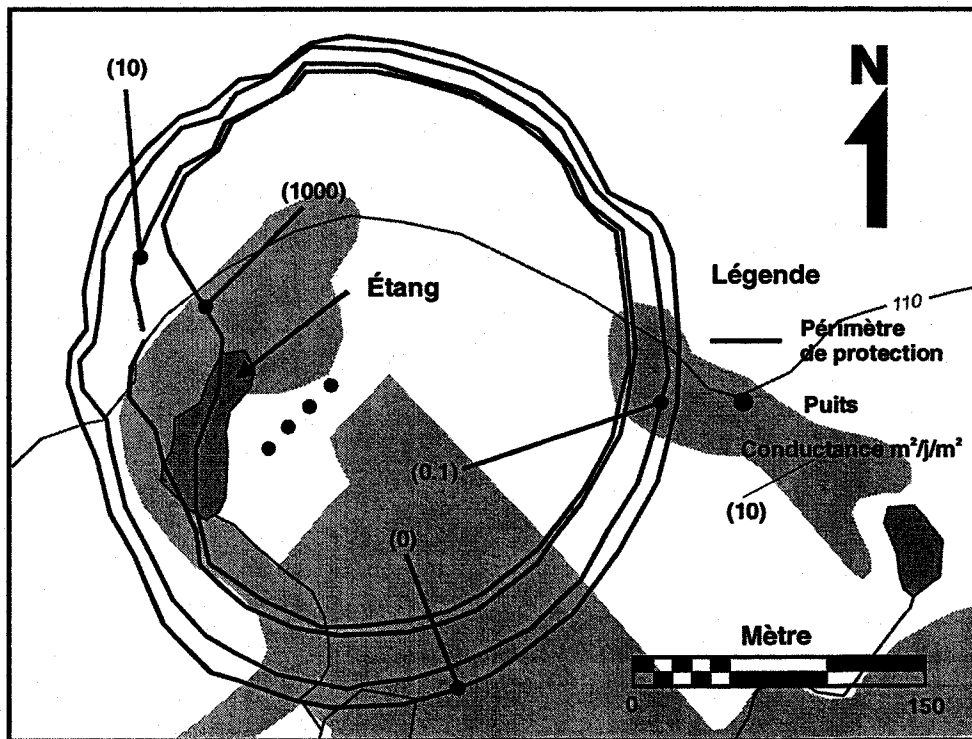 (10)
N
(1000)
Étang
Légende
110
Périmètre
de protection
Puits
(0.1)
Conductance m²/j/m²
(10)
(0)
Mètre
0
150